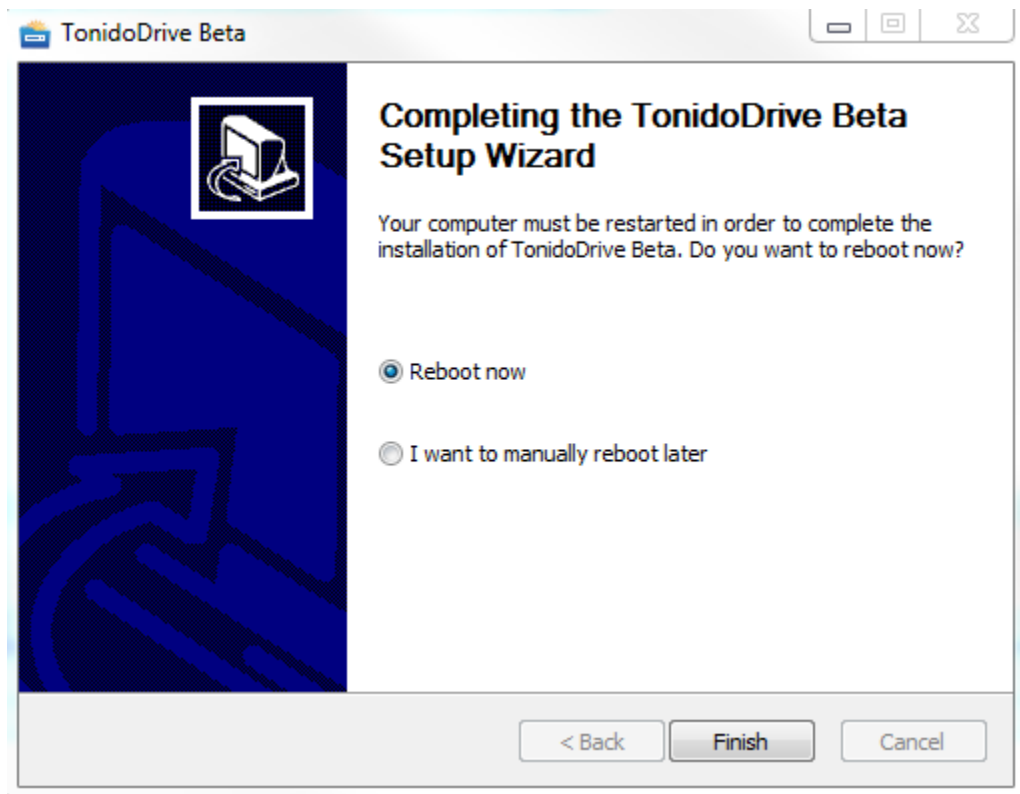 TonidoDrive Beta
Completing the TonidoDrive Beta
Setup Wizard
Your computer must be restarted in order to complete the
installation of TonidoDrive Beta. Do you want to reboot now?
Reboot now
I want to manually reboot later
< Back
Finish
Cancel